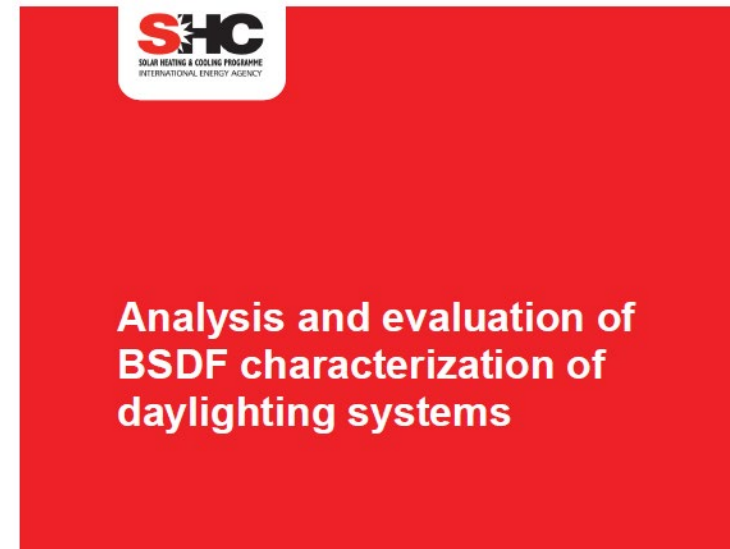 SHC
SOLAR HEATING & COOLING PROGRAMME
INTERNATIONAL ENERGY AGENCY
Analysis and evaluation of
BSDF characterization of
daylighting systems